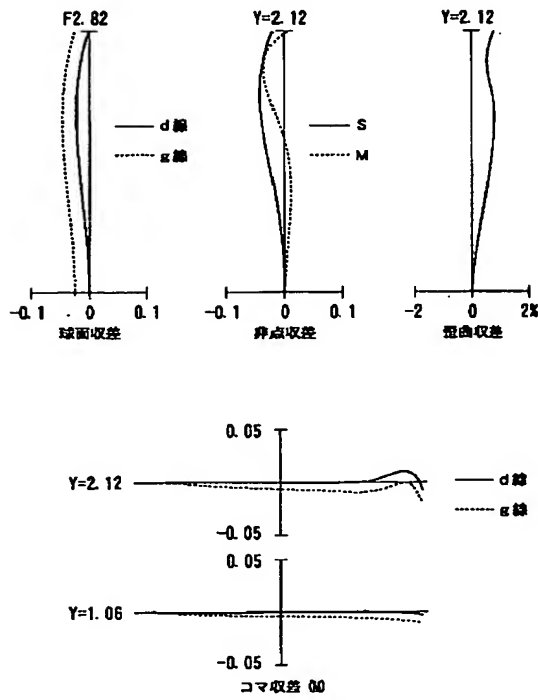 F2.82
Y=2.12
Y=2.12
d線
g線
S
M
-0.1 0 0.1
-0.1 0 0.1
-2 0 2%
球面収差
非点収差
歪曲収差
0.05
Y=2.12
-0.05
d線
g線
0.05
Y=1.06
-0.05
コマ収差